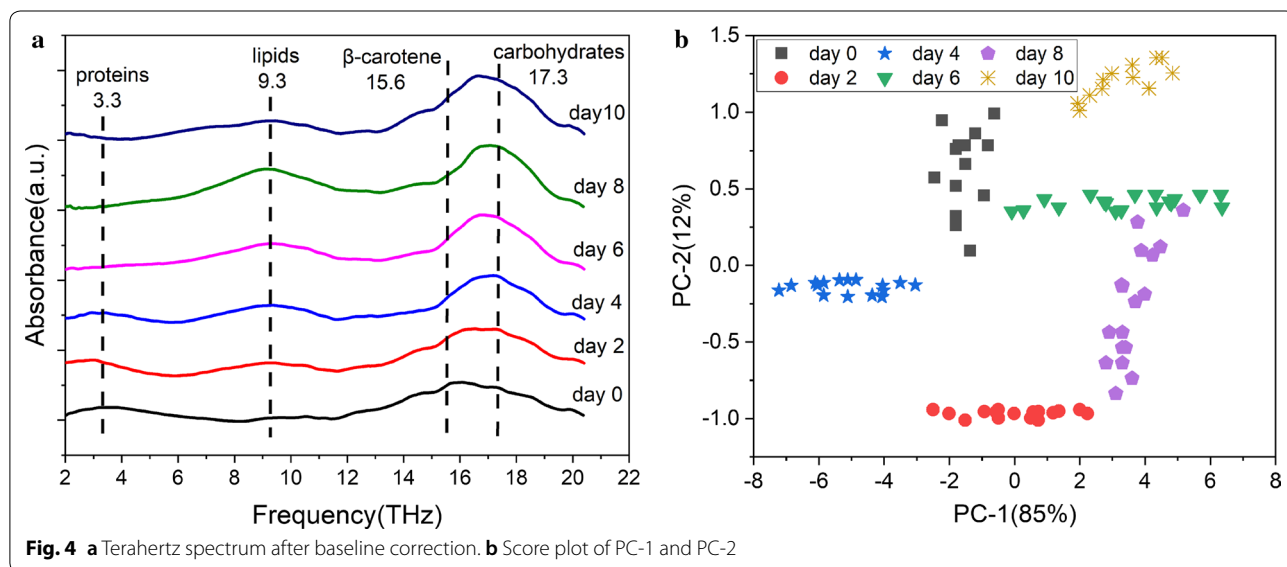 a
proteins
3.3
lipids
9.3
β-carotene
15.6
carbohydrates
17.3
day10
day 8
day 6
day 4
day 2
day 0
Absorbance(a.u.)
2 4 6 8 10 12 14 16 18 20 22
Frequency(THz)
b
day 0 day 4 day 8
day 2 day 6 day 10
1.5
1.0
0.5
0.0
-0.5
-1.0
-1.5
PC-2(12%)
-8 -6 -4 -2 0 2 4 6 8
PC-1(85%)
Fig. 4 a Terahertz spectrum after baseline correction. b Score plot of PC-1 and PC-2